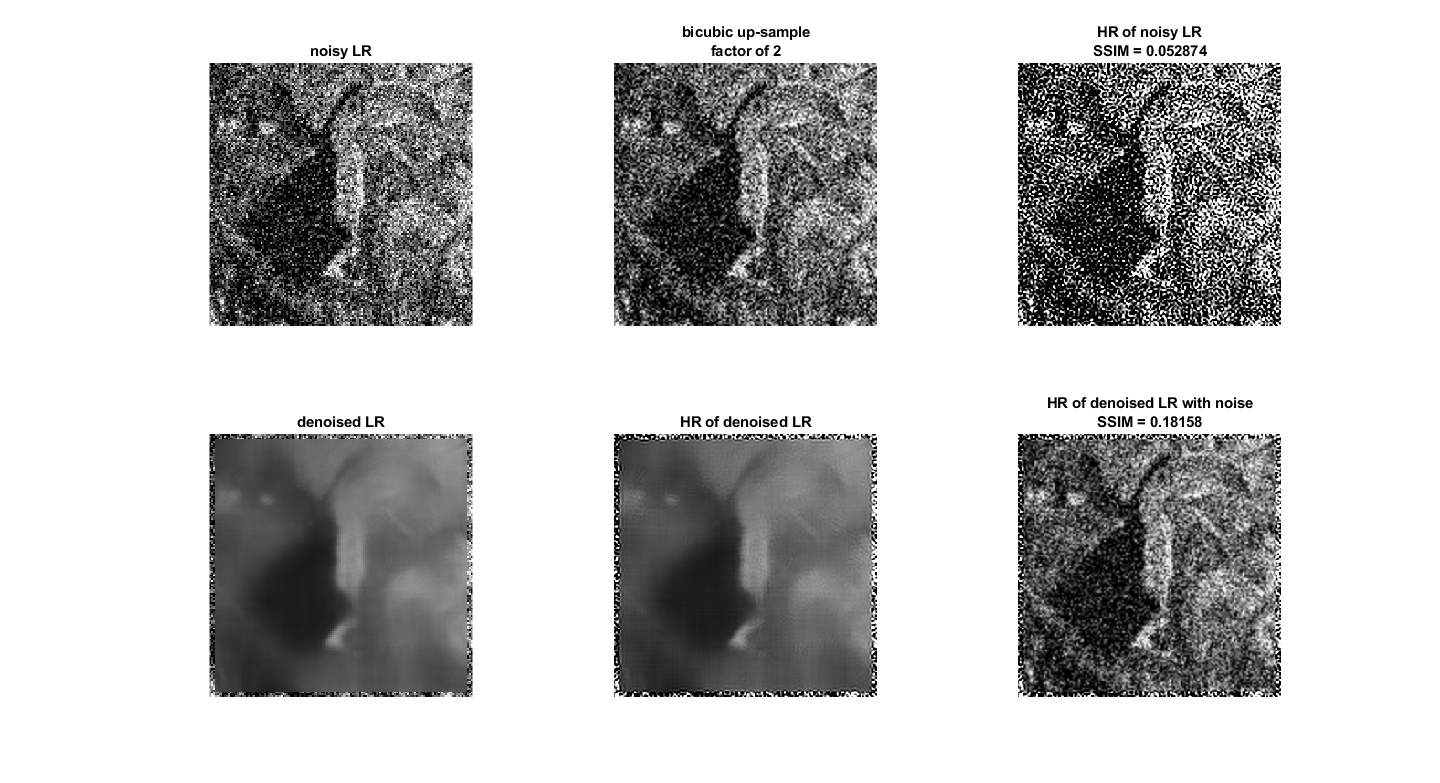 noisy LR
bicubic up-sample
factor of 2
HR of noisy LR
SSIM = 0.052874
denoised LR
HR of denoised LR
HR of denoised LR with noise
SSIM = 0.18158